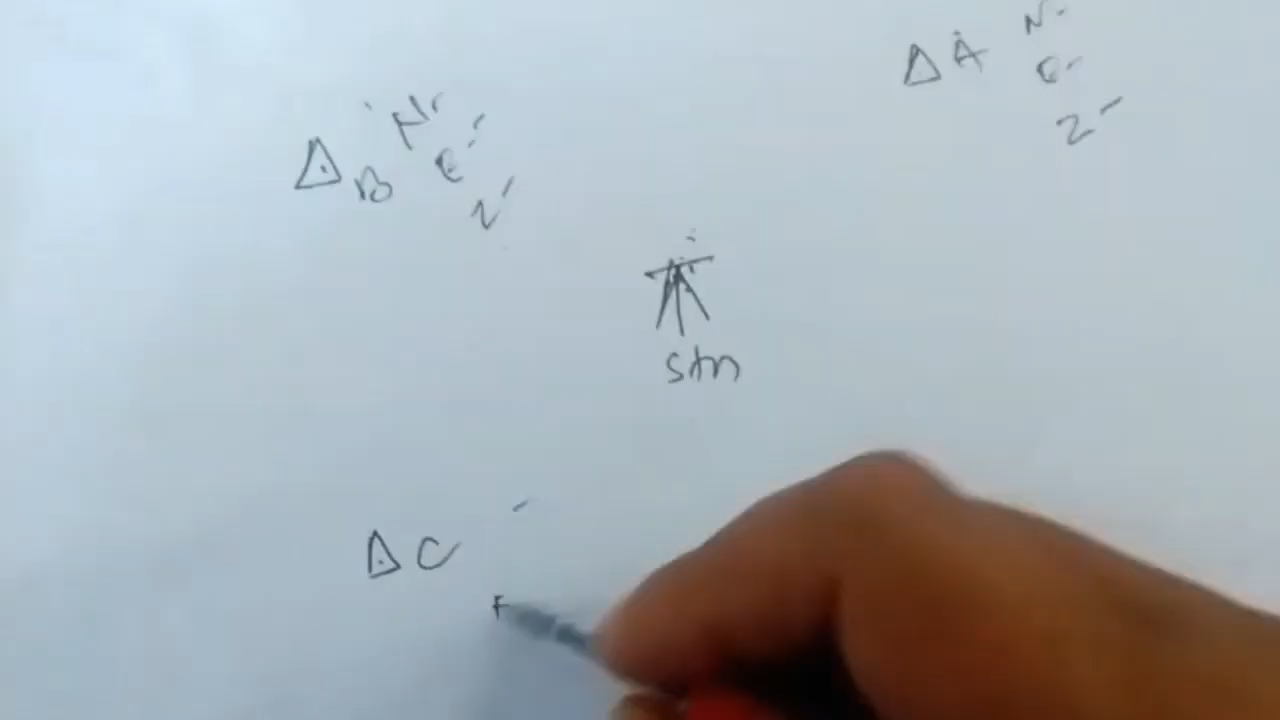 Δ A N-
E-
Z-
Δ B N-
E-
Z-
Stn
Δ C